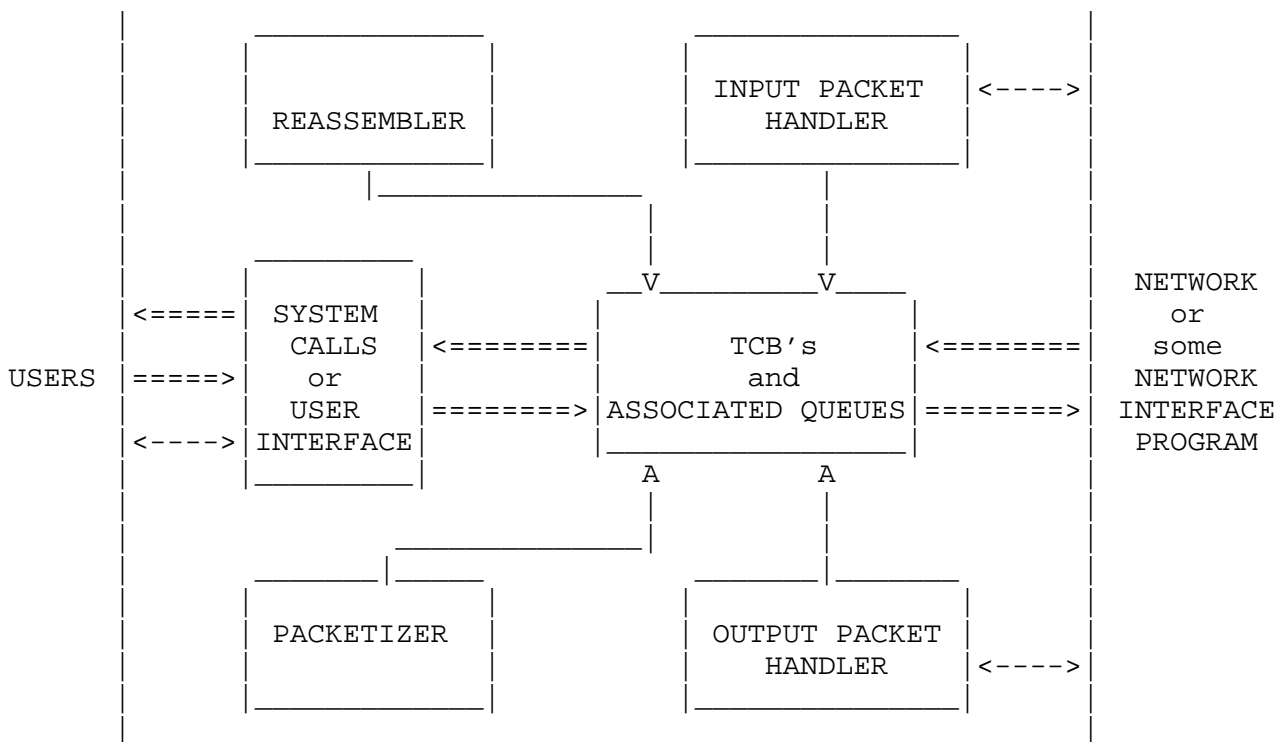 REASSEMBLER
INPUT PACKET
HANDLER
USERS
SYSTEM
CALLS
or
USER
INTERFACE
TCB's
and
ASSOCIATED QUEUES
NETWORK
or
some
NETWORK
INTERFACE
PROGRAM
PACKETIZER
OUTPUT PACKET
HANDLER